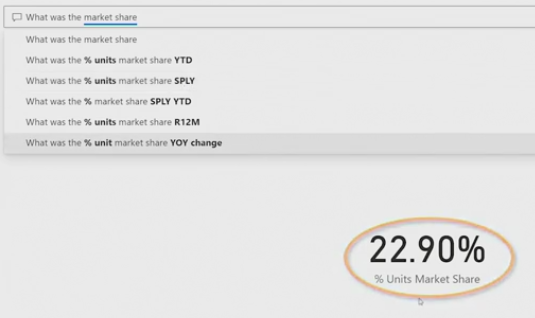 What was the market share
What was the market share
What was the % units market share YTD
What was the % units market share SPLY
What was the % market share SPLY YTD
What was the % units market share R12M
What was the % unit market share YOY change
22.90%
% Units Market Share